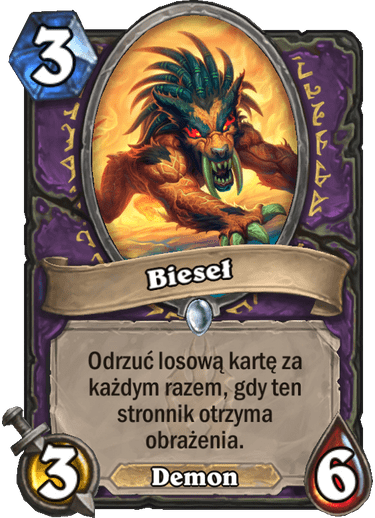 3
Bieseł
Odrzuć losową kartę za
każdym razem, gdy ten
stronnik otrzyma
obrażenia.
3
Demon
6